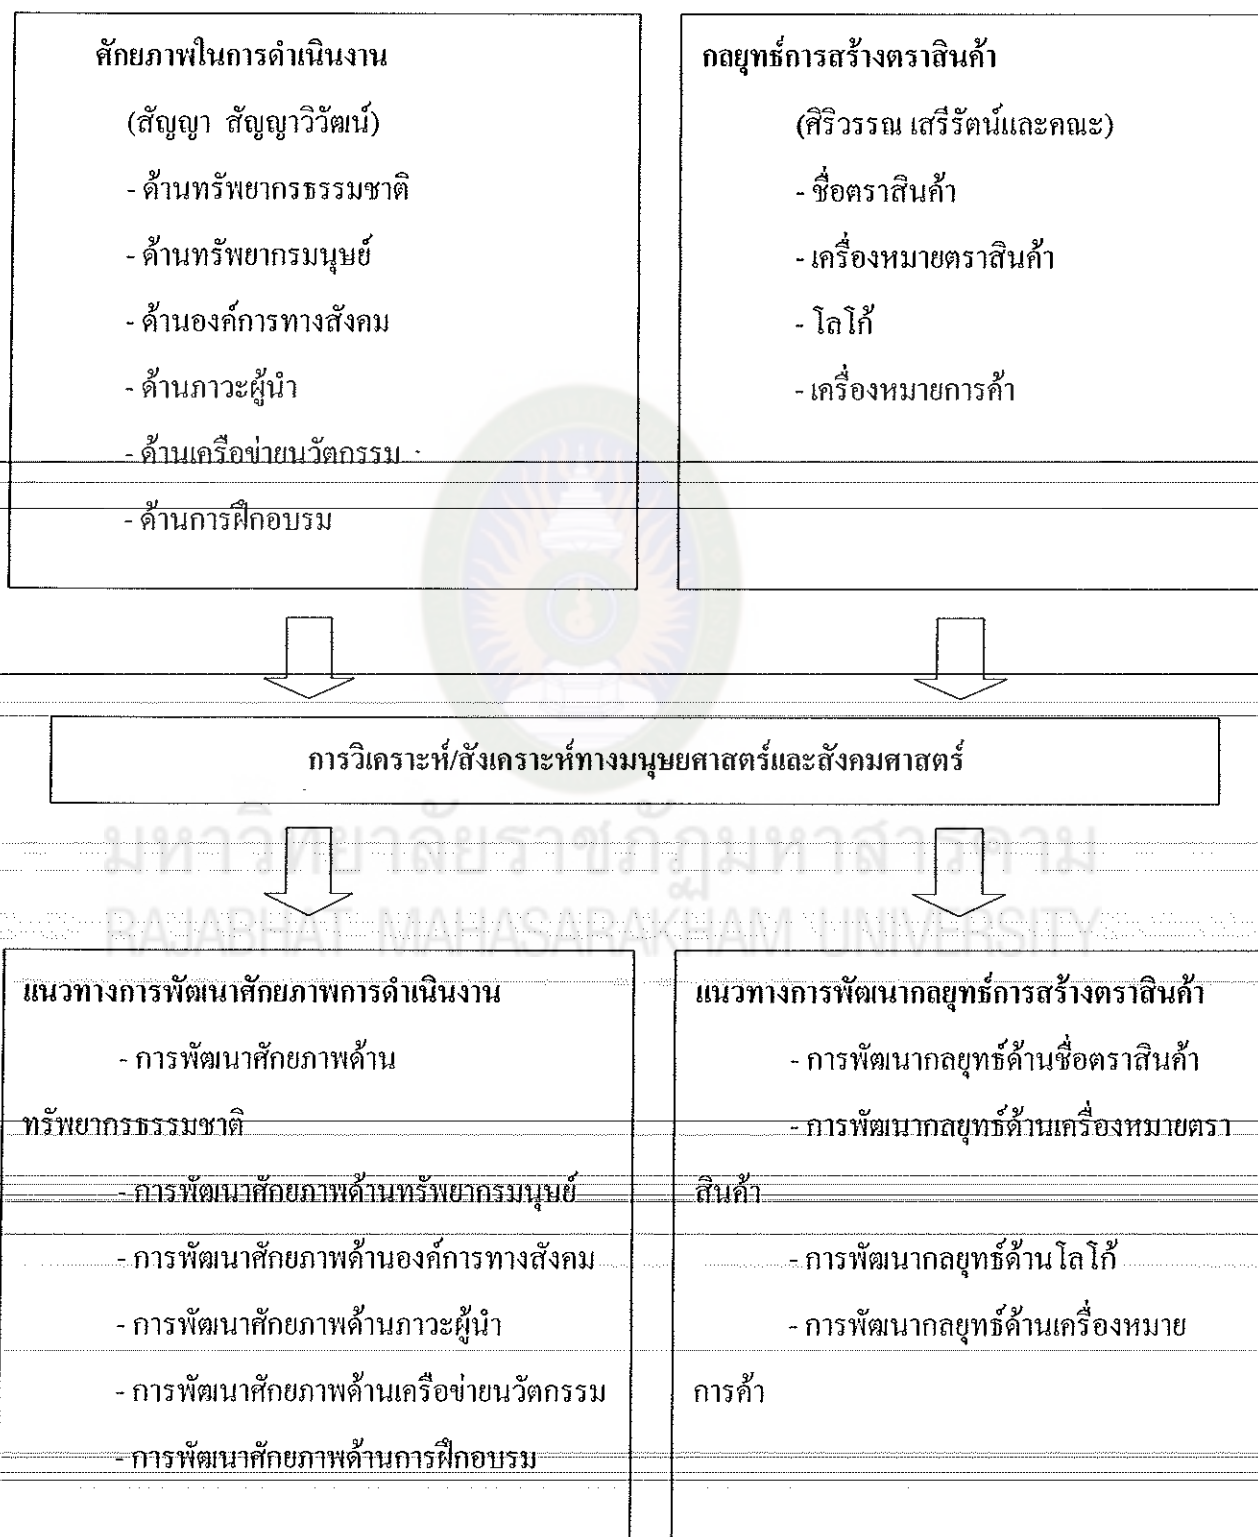 ศักยภาพในการดำเนินงาน
(สัญญา สัญญาวิวัฒน์)
- ด้านทรัพยากรธรรมชาติ
- ด้านทรัพยากรมนุษย์
- ด้านองค์การทางสังคม
- ด้านภาวะผู้นำ
- ด้านเครือข่ายนวัตกรรม
- ด้านการฝึกอบรม
กลยุทธ์การสร้างตราสินค้า
(ศิริวรรณ เสรีรัตน์และคณะ)
- ชื่อตราสินค้า
- เครื่องหมายตราสินค้า
- โลโก้
- เครื่องหมายการค้า
การวิเคราะห์/สังเคราะห์ทางมนุษยศาสตร์และสังคมศาสตร์
มหาวิทยาลัยราชภัฏมหาสารคาม
RAJABHAT MAHASARAKHAM UNIVERSITY
แนวทางการพัฒนาศักยภาพการดำเนินงาน
- การพัฒนาศักยภาพด้าน
ทรัพยากรธรรมชาติ
- การพัฒนาศักยภาพด้านทรัพยากรมนุษย์
- การพัฒนาศักยภาพด้านองค์การทางสังคม
- การพัฒนาศักยภาพด้านภาวะผู้นำ
- การพัฒนาศักยภาพด้านเครือข่ายนวัตกรรม
- การพัฒนาศักยภาพด้านการฝึกอบรม
แนวทางการพัฒนากลยุทธ์การสร้างตราสินค้า
- การพัฒนากลยุทธ์ด้านชื่อตราสินค้า
- การพัฒนากลยุทธ์ด้านเครื่องหมายตรา
สินค้า
- การพัฒนากลยุทธ์ด้านโลโก้
- การพัฒนากลยุทธ์ด้านเครื่องหมาย
การค้า